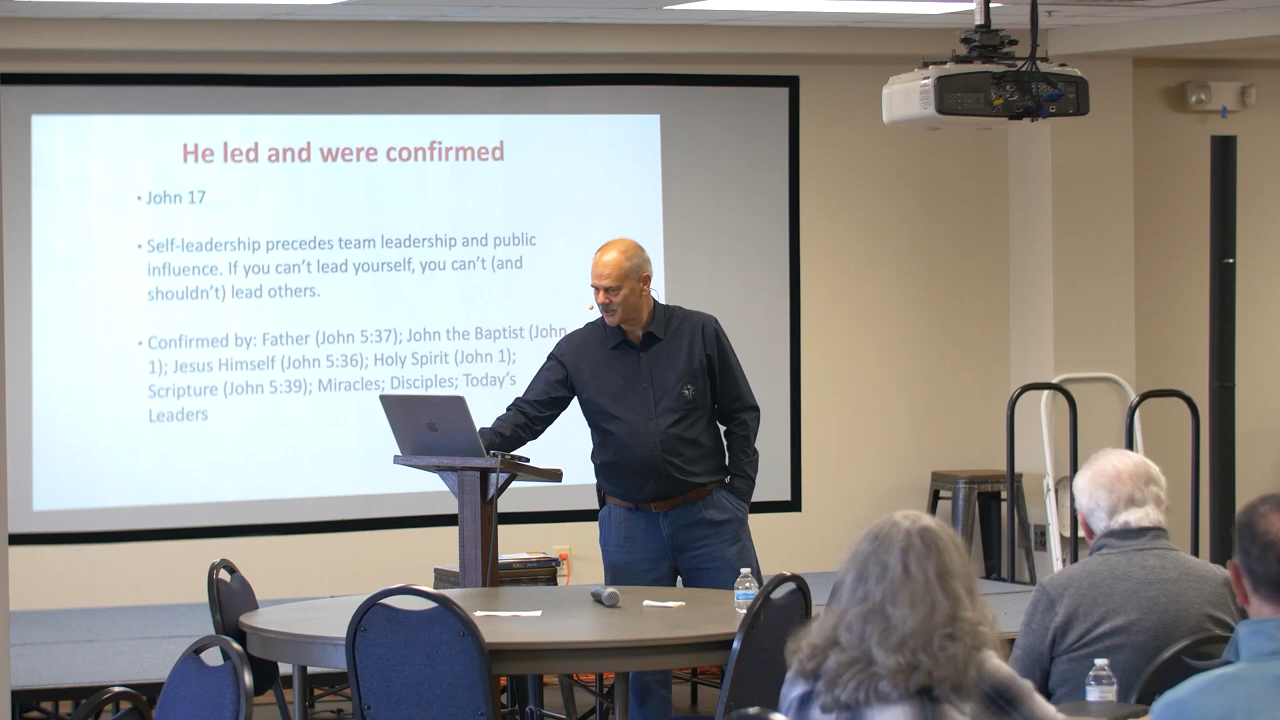 He led and were confirmed
• John 17
• Self-leadership precedes team leadership and public
influence. If you can't lead yourself, you can't (and
shouldn't) lead others.
• Confirmed by: Father (John 5:37); John the Baptist (John
1); Jesus Himself (John 5:36); Holy Spirit (John 1);
Scripture (John 5:39); Miracles; Disciples; Today's
Leaders